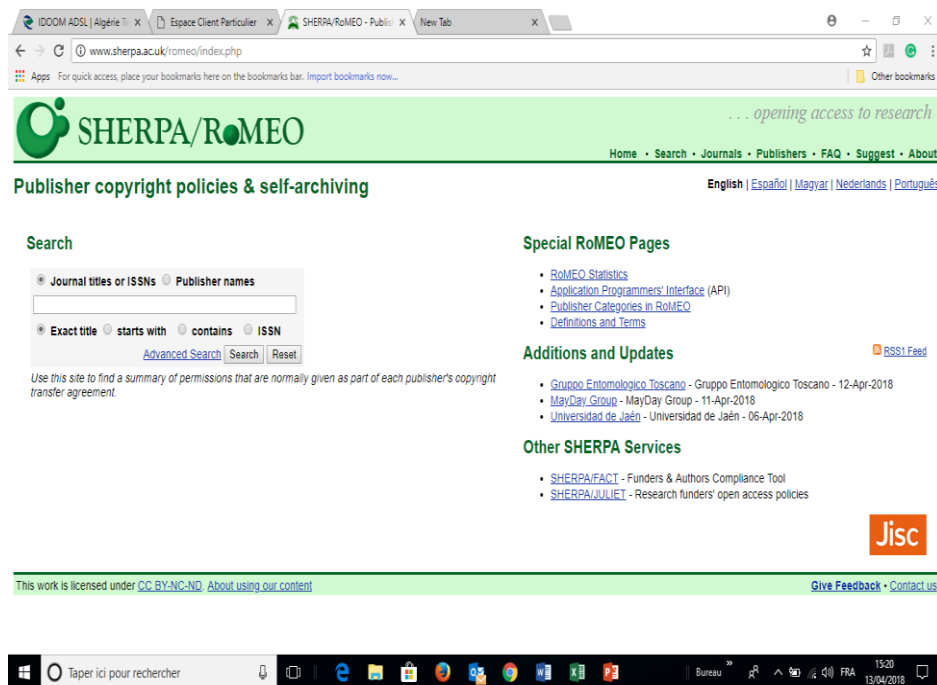 IDOOM ADSL | Algérie Té
Espace Client Particulier
SHERPA/RoMEO - Publis
New Tab
www.sherpa.ac.uk/romeo/index.php
Apps For quick access, place your bookmarks here on the bookmarks bar. Import bookmarks now...
Other bookmarks
SHERPA/RoMEO
. . . opening access to research
Home • Search • Journals • Publishers • FAQ • Suggest • About
Publisher copyright policies & self-archiving
English | Español | Magyar | Nederlands | Português
Search
Journal titles or ISSNs Publisher names
Exact title starts with contains ISSN
Advanced Search Search Reset
Use this site to find a summary of permissions that are normally given as part of each publisher's copyright
transfer agreement.
Special RoMEO Pages
• RoMEO Statistics
• Application Programmers' Interface (API)
• Publisher Categories in RoMEO
• Definitions and Terms
Additions and Updates
RSS1 Feed
• Gruppo Entomologico Toscano - Gruppo Entomologico Toscano - 12-Apr-2018
• MayDay Group - MayDay Group - 11-Apr-2018
• Universidad de Jaén - Universidad de Jaén - 06-Apr-2018
Other SHERPA Services
• SHERPA/FACT - Funders & Authors Compliance Tool
• SHERPA/JULIET - Research funders' open access policies
Jisc
This work is licensed under CC BY-NC-ND. About using our content
Give Feedback • Contact us
Taper ici pour rechercher
Bureau
FRA
15:20
13/04/2018